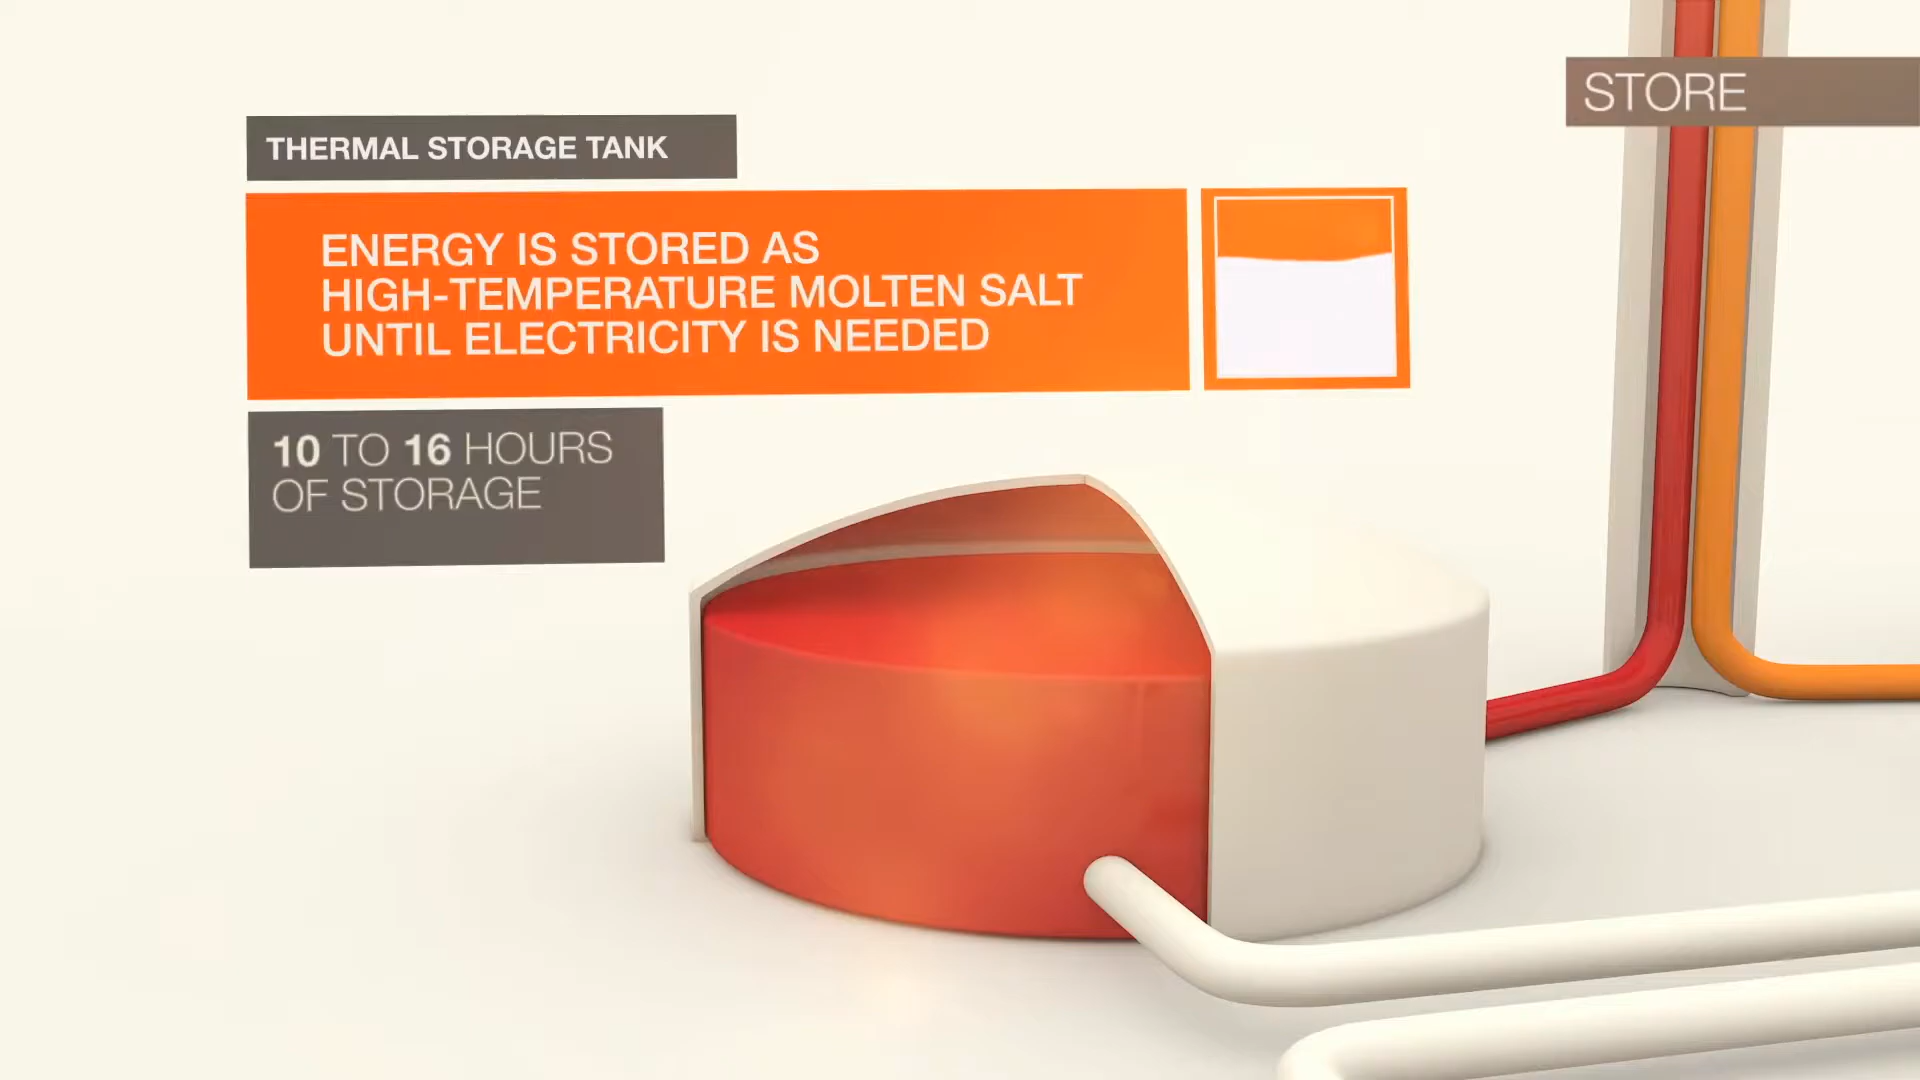 STORE
THERMAL STORAGE TANK
ENERGY IS STORED AS
HIGH-TEMPERATURE MOLTEN SALT
UNTIL ELECTRICITY IS NEEDED
10 TO 16 HOURS
OF STORAGE